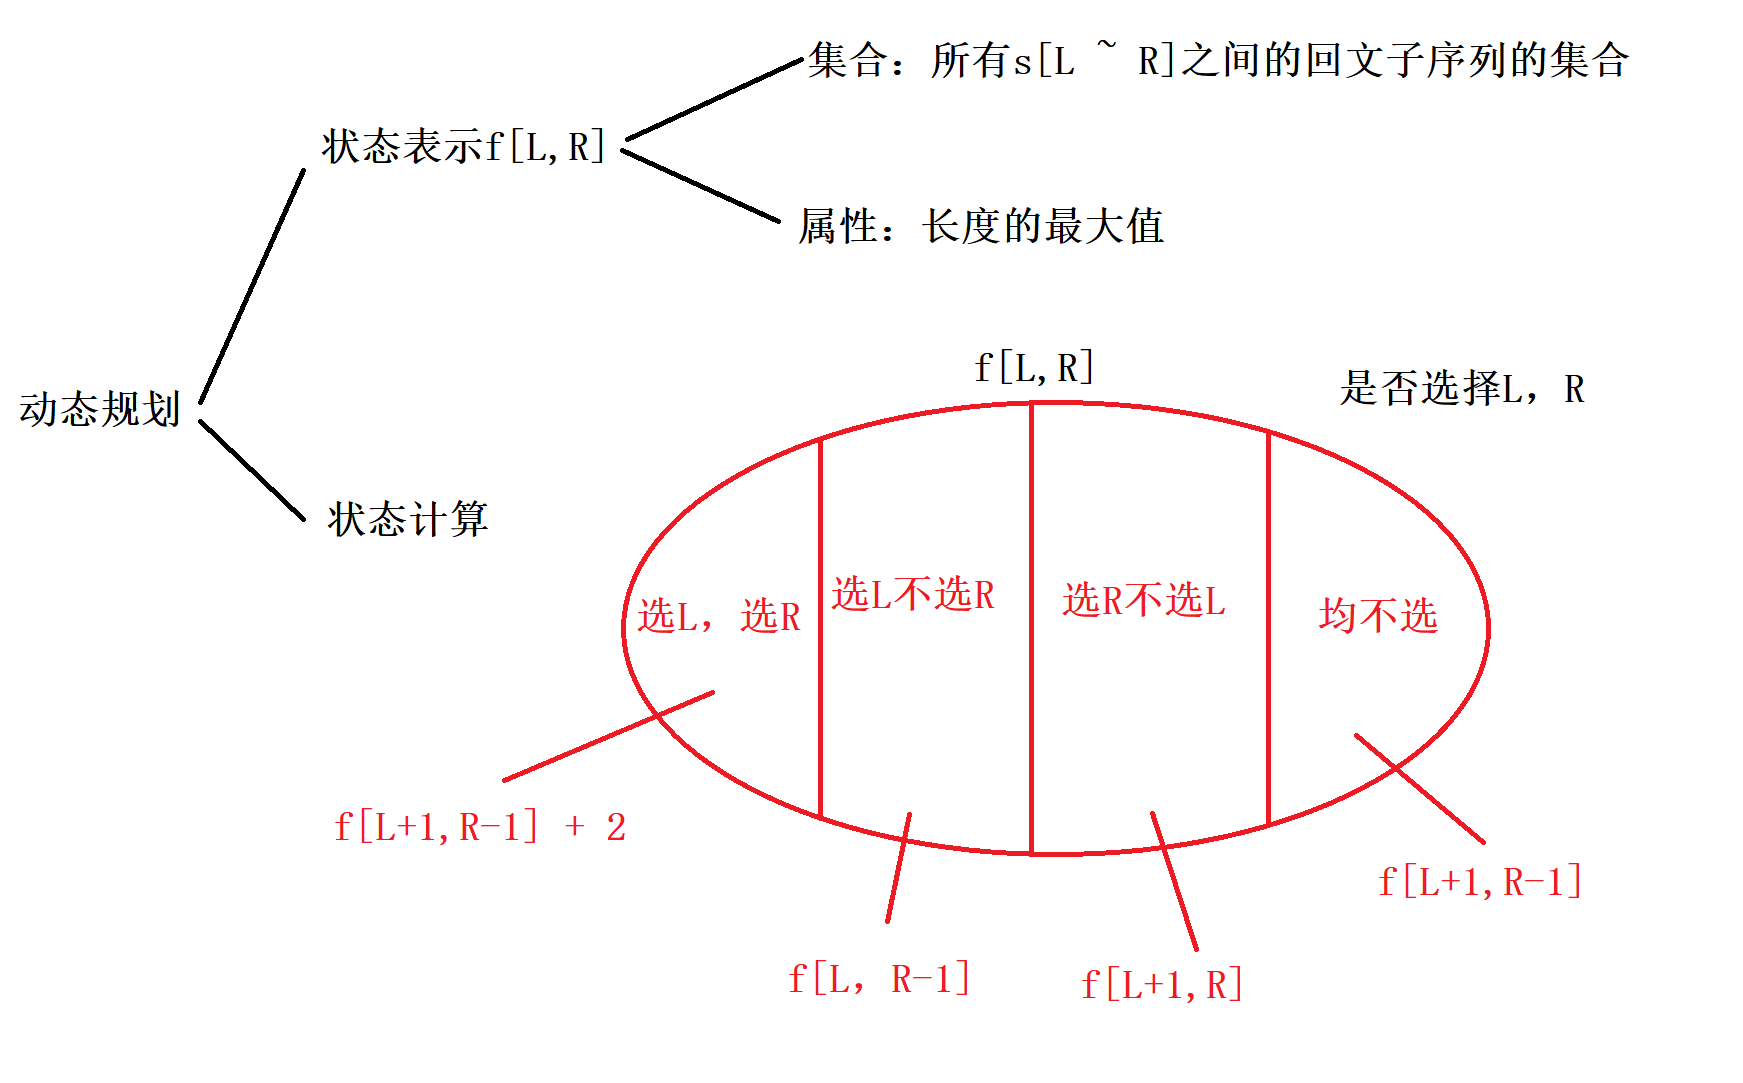 集合：所有s[L ~ R]之间的回文子序列的集合
状态表示f[L,R]
属性：长度的最大值
f[L,R]
是否选择L，R
动态规划
状态计算
选L，选R
选L不选R
选R不选L
均不选
f[L+1,R-1] + 2
f[L，R-1]
f[L+1,R]
f[L+1,R-1]